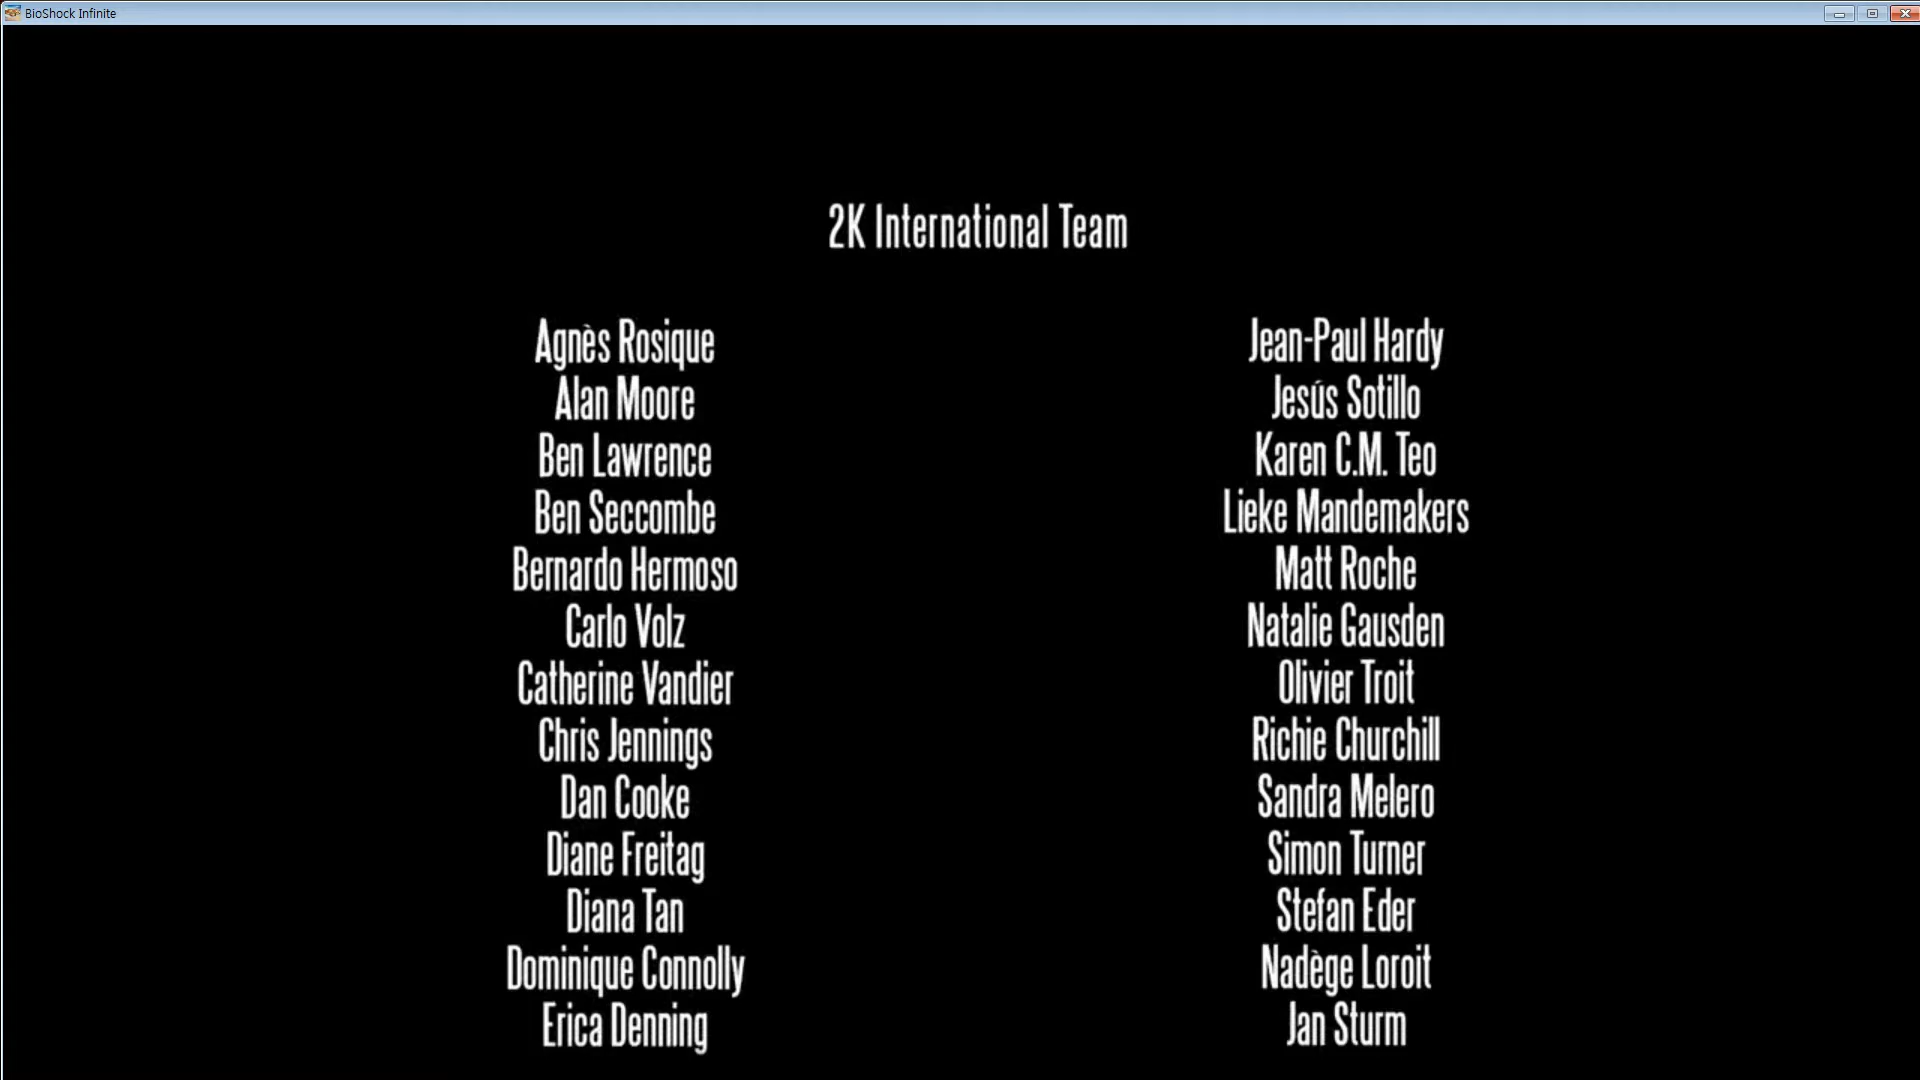 BioShock Infinite
2K International Team
Agnès Rosique
Alan Moore
Ben Lawrence
Ben Seccombe
Bernardo Hermoso
Carlo Volz
Catherine Vandier
Chris Jennings
Dan Cooke
Diane Freitag
Diana Tan
Dominique Connolly
Erica Denning
Jean-Paul Hardy
Jesús Sotillo
Karen C.M. Teo
Lieke Mandemakers
Matt Roche
Natalie Gausden
Olivier Troit
Richie Churchill
Sandra Melero
Simon Turner
Stefan Eder
Nadège Loroit
Jan Sturm